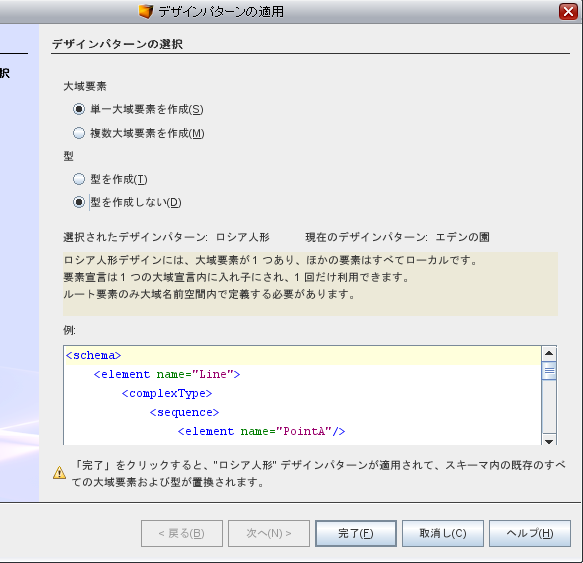 デザインパターンの適用
デザインパターンの選択
択
大域要素
単一大域要素を作成(S)
複数大域要素を作成(M)
型
型を作成(T)
型を作成しない(D)
選択されたデザインパターン: ロシア人形 現在のデザインパターン: エデンの園
ロシア人形デザインには、大域要素が 1 つあり、ほかの要素はすべてローカルです。
要素宣言は 1 つの大域宣言内に入れ子にされ、1 回だけ利用できます。
ルート要素のみ大域名前空間内で定義する必要があります。
例:
<schema>
<element name="Line">
<complexType>
<sequence>
<element name="PointA"/>
「完了」をクリックすると、"ロシア人形" デザインパターンが適用されて、スキーマ内の既存のすべ
ての大域要素および型が置換されます。
< 戻る(B) 次へ(N) > 完了(F) 取消し(C) ヘルプ(H)